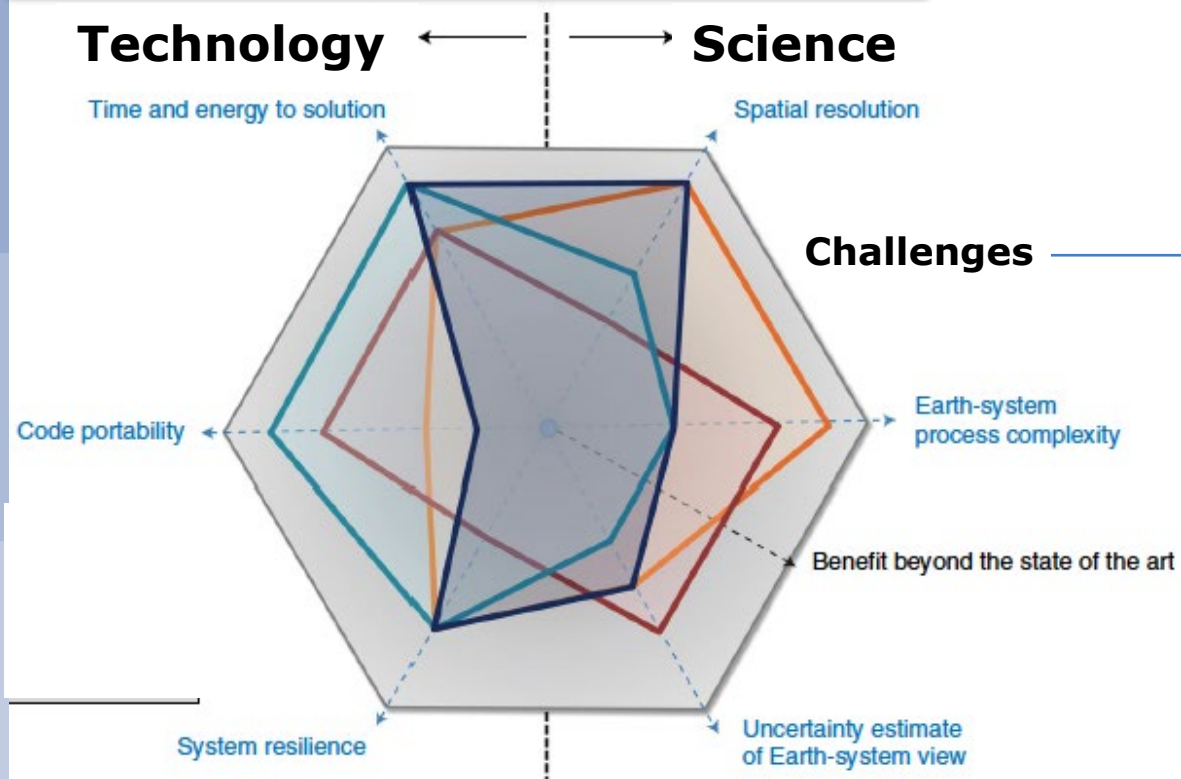 Technology
Science
Time and energy to solution
Spatial resolution
Challenges
Code portability
Earth-system
process complexity
Benefit beyond the state of the art
System resilience
Uncertainty estimate
of Earth-system view